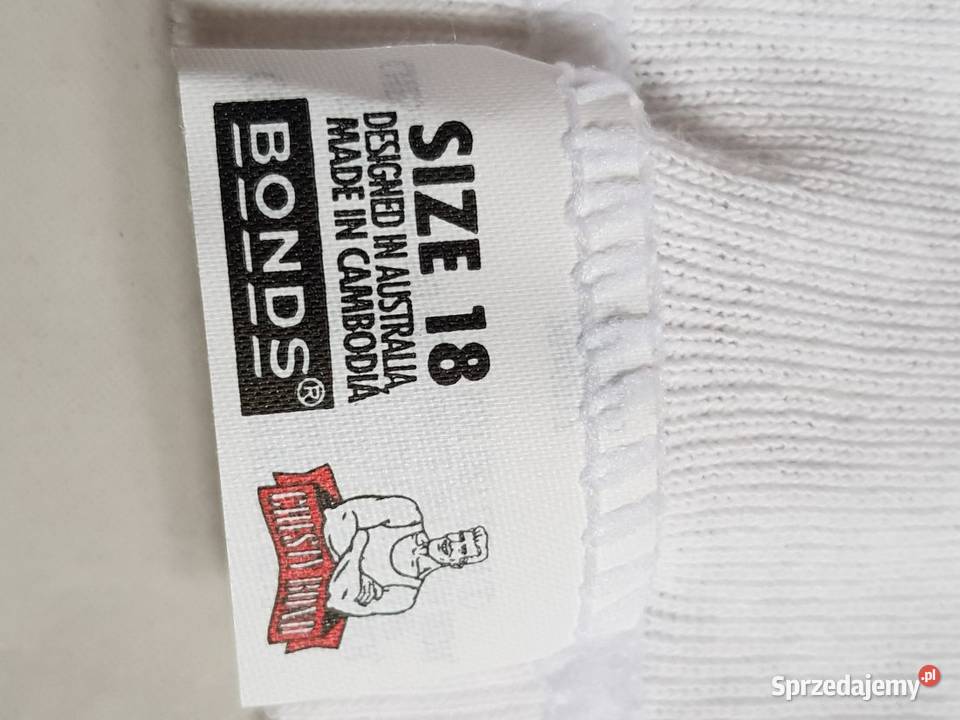 SIZE 18
DESIGNED IN AUSTRALIA
MADE IN CAMBODIA
BONDS®
CHESTY BOND
Sprzedajemy.pl